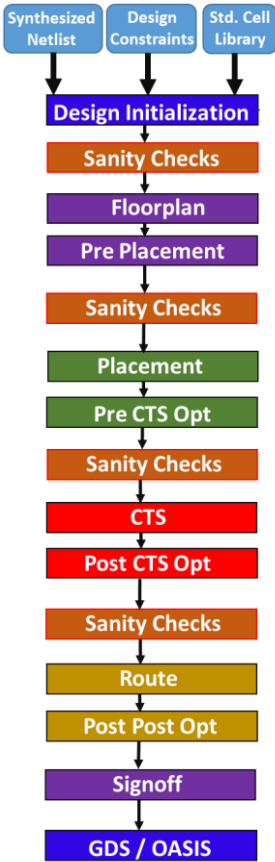 Synthesized
Netlist
Design
Constraints
Std. Cell
Library
Design Initialization
Sanity Checks
Floorplan
Pre Placement
Sanity Checks
Placement
Pre CTS Opt
Sanity Checks
CTS
Post CTS Opt
Sanity Checks
Route
Post Post Opt
Signoff
GDS / OASIS